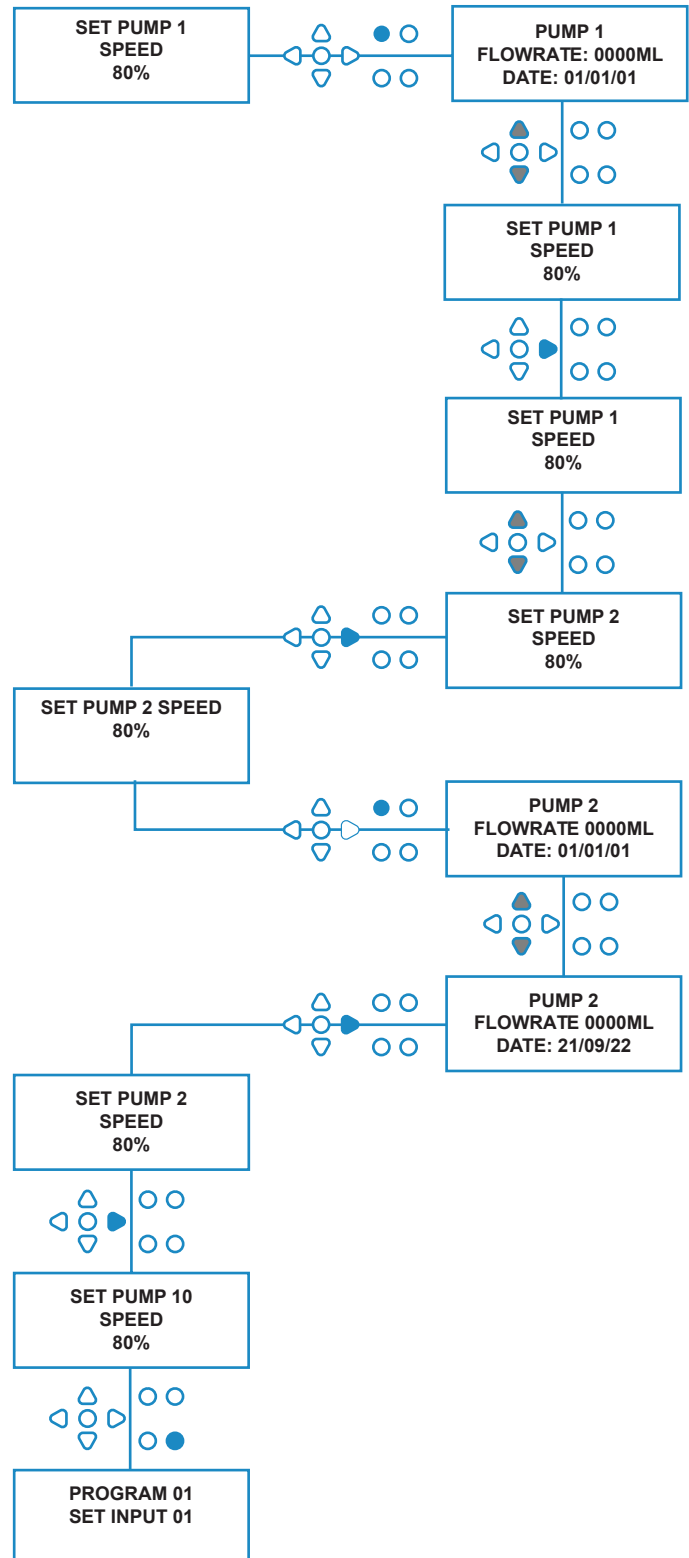 SET PUMP 1
SPEED
80%
PUMP 1
FLOWRATE: 0000ML
DATE: 01/01/01
SET PUMP 1
SPEED
80%
SET PUMP 1
SPEED
80%
SET PUMP 2
SPEED
80%
SET PUMP 2 SPEED
80%
PUMP 2
FLOWRATE 0000ML
DATE: 01/01/01
PUMP 2
FLOWRATE 0000ML
DATE: 21/09/22
SET PUMP 2
SPEED
80%
SET PUMP 10
SPEED
80%
PROGRAM 01
SET INPUT 01